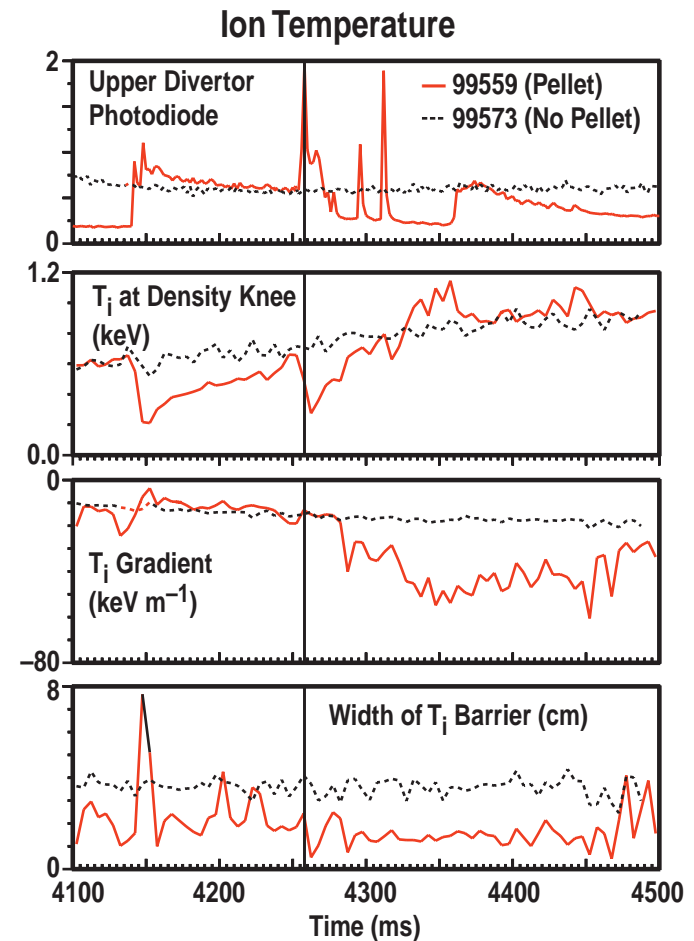 Ion Temperature
2
Upper Divertor
Photodiode
99559 (Pellet)
99573 (No Pellet)
0
1.2
Ti at Density Knee
(keV)
0.0
0
Ti Gradient
(keV m–1)
–80
8
Width of Ti Barrier (cm)
0
4100 4200 4300 4400 4500
Time (ms)